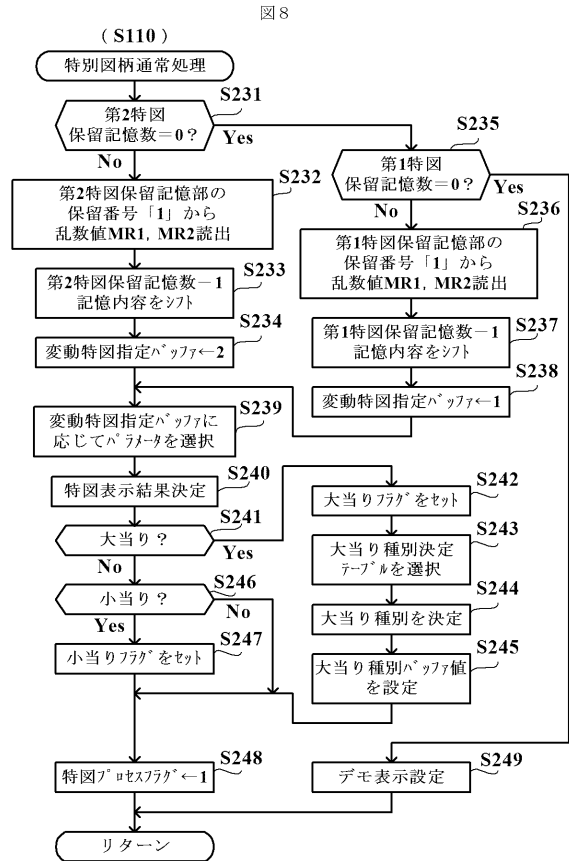 図8
(S110)
特別図柄通常処理
S231
第2特図
保留記憶数=0?
Yes
No
S232
第2特図保留記憶部の
保留番号「1」から
乱数値MR1, MR2読出
S233
第2特図保留記憶数−1
記憶内容をシフト
S234
変動特図指定バッファ←2
S235
第1特図
保留記憶数=0?
Yes
No
S236
第1特図保留記憶部の
保留番号「1」から
乱数値MR1, MR2読出
S237
第1特図保留記憶数−1
記憶内容をシフト
S238
変動特図指定バッファ←1
S239
変動特図指定バッファに
応じてパラメータを選択
S240
特図表示結果決定
S241
大当り?
Yes
No
S242
大当りフラグをセット
S243
大当り種別決定
テーブルを選択
S244
大当り種別を決定
S245
大当り種別バッファ値
を設定
S246
小当り?
No
Yes
S247
小当りフラグをセット
S248
特図プロセスフラグ←1
S249
デモ表示設定
リターン